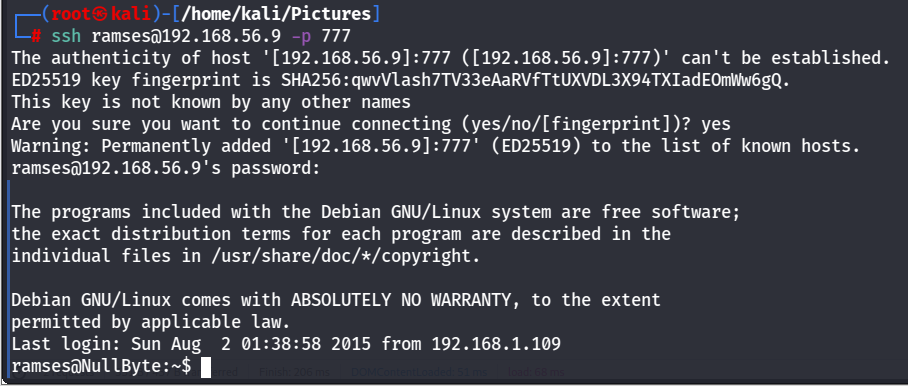 ┌──(root㉿kali)-[/home/kali/Pictures]
└─# ssh ramses@192.168.56.9 -p 777
The authenticity of host '[192.168.56.9]:777 ([192.168.56.9]:777)' can't be established.
ED25519 key fingerprint is SHA256:qwvVlash7TV33eAaRVfTtUXVDL3X94TXIadEOmWw6gQ.
This key is not known by any other names
Are you sure you want to continue connecting (yes/no/[fingerprint])? yes
Warning: Permanently added '[192.168.56.9]:777' (ED25519) to the list of known hosts.
ramses@192.168.56.9's password:
The programs included with the Debian GNU/Linux system are free software;
the exact distribution terms for each program are described in the
individual files in /usr/share/doc/*/copyright.
Debian GNU/Linux comes with ABSOLUTELY NO WARRANTY, to the extent
permitted by applicable law.
Last login: Sun Aug  2 01:38:58 2015 from 192.168.1.109
ramses@NullByte:~$